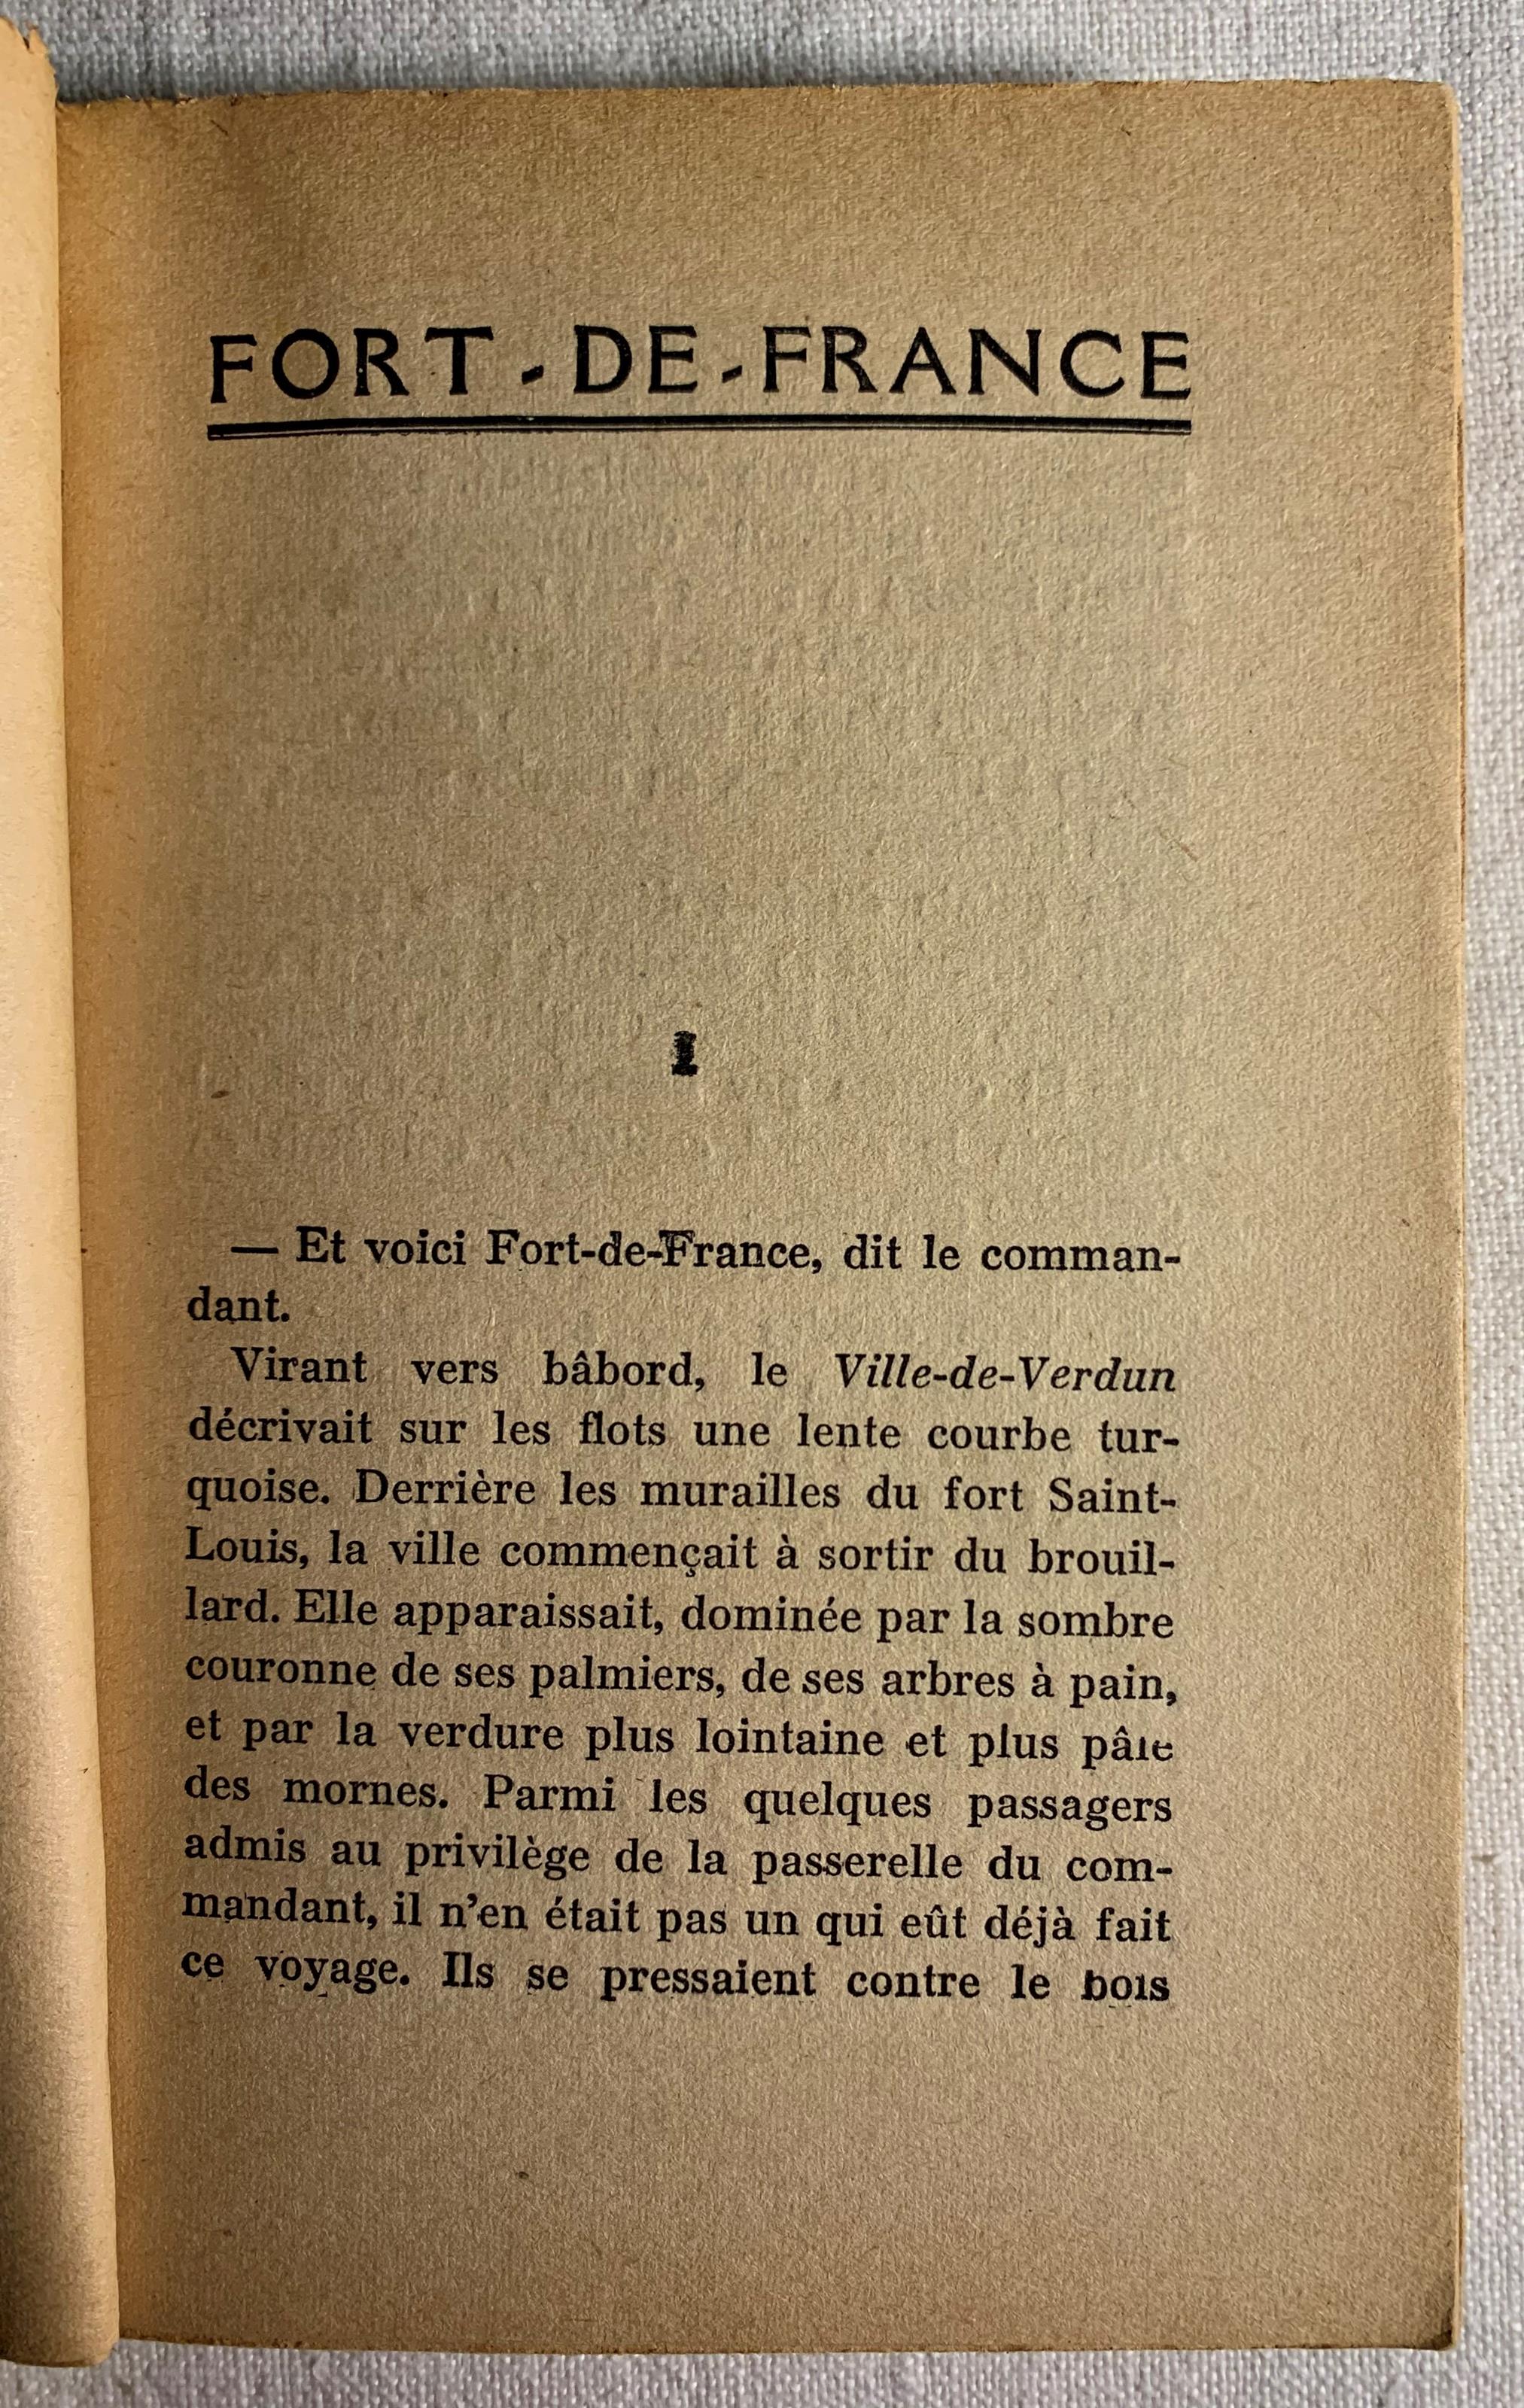 FORT-DE-FRANCE
I
— Et voici Fort-de-France, dit le comman-
dant.
Virant vers bâbord, le Ville-de-Verdun
décrivait sur les flots une lente courbe tur-
quoise. Derrière les murailles du fort Saint-
Louis, la ville commençait à sortir du brouil-
lard. Elle apparaissait, dominée par la sombre
couronne de ses palmiers, de ses arbres à pain,
et par la verdure plus lointaine et plus pâle
des mornes. Parmi les quelques passagers
admis au privilège de la passerelle du com-
mandant, il n'en était pas un qui eût déjà fait
ce voyage. Ils se pressaient contre le bois